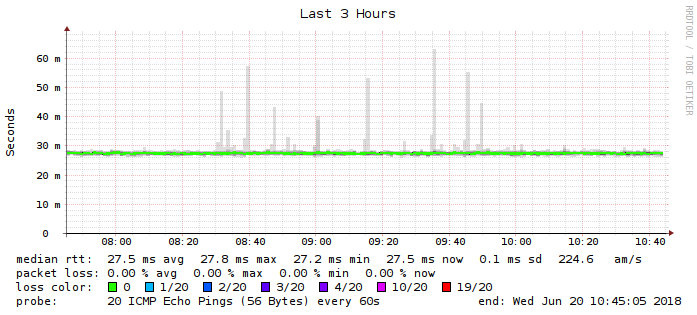 Last 3 Hours
RRDTOOL / TOBI OETIKER
Seconds
60 m
50 m
40 m
30 m
20 m
10 m
0
08:00 08:20 08:40 09:00 09:20 09:40 10:00 10:20 10:40
median rtt: 27.5 ms avg 27.8 ms max 27.2 ms min 27.5 ms now 0.1 ms sd 224.6 am/s
packet loss: 0.00 % avg 0.00 % max 0.00 % min 0.00 % now
loss color: 0 1/20 2/20 3/20 4/20 10/20 19/20
probe: 20 ICMP Echo Pings (56 Bytes) every 60s end: Wed Jun 20 10:45:05 2018